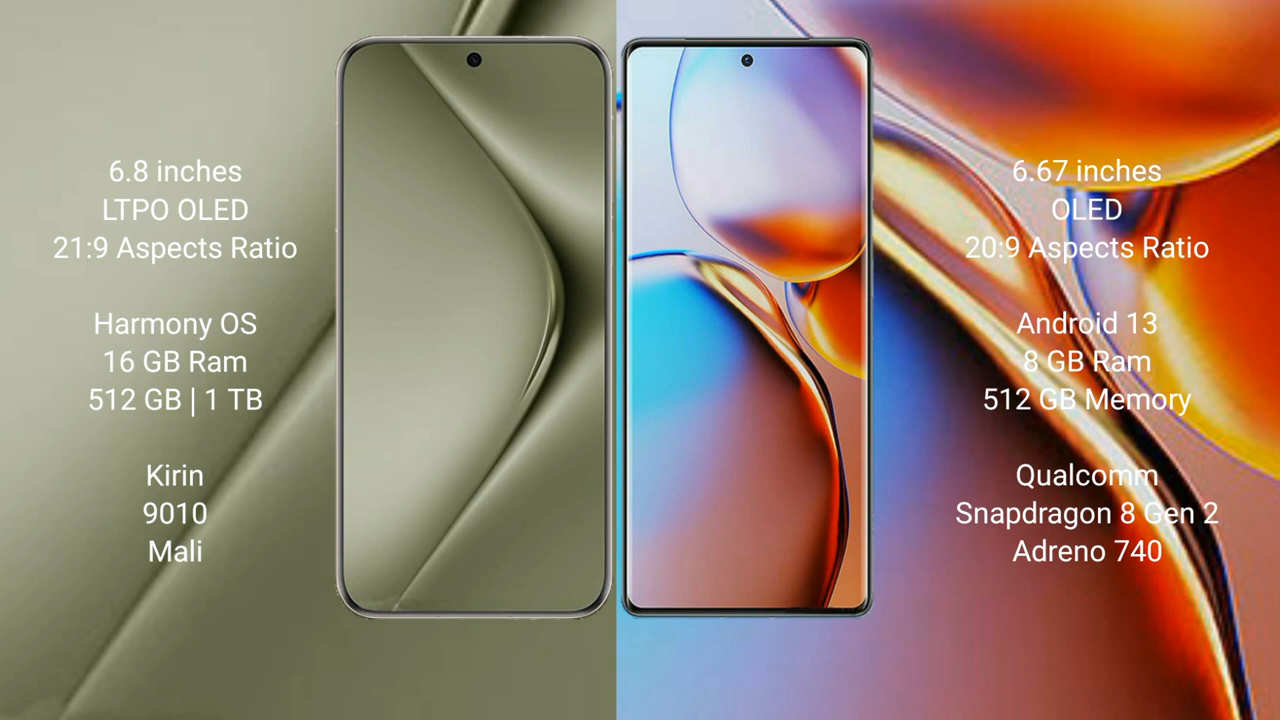 6.8 inches
LTPO OLED
21:9 Aspects Ratio
Harmony OS
16 GB Ram
512 GB | 1 TB
Kirin
9010
Mali
6.67 inches
OLED
20:9 Aspects Ratio
Android 13
8 GB Ram
512 GB Memory
Qualcomm
Snapdragon 8 Gen 2
Adreno 740